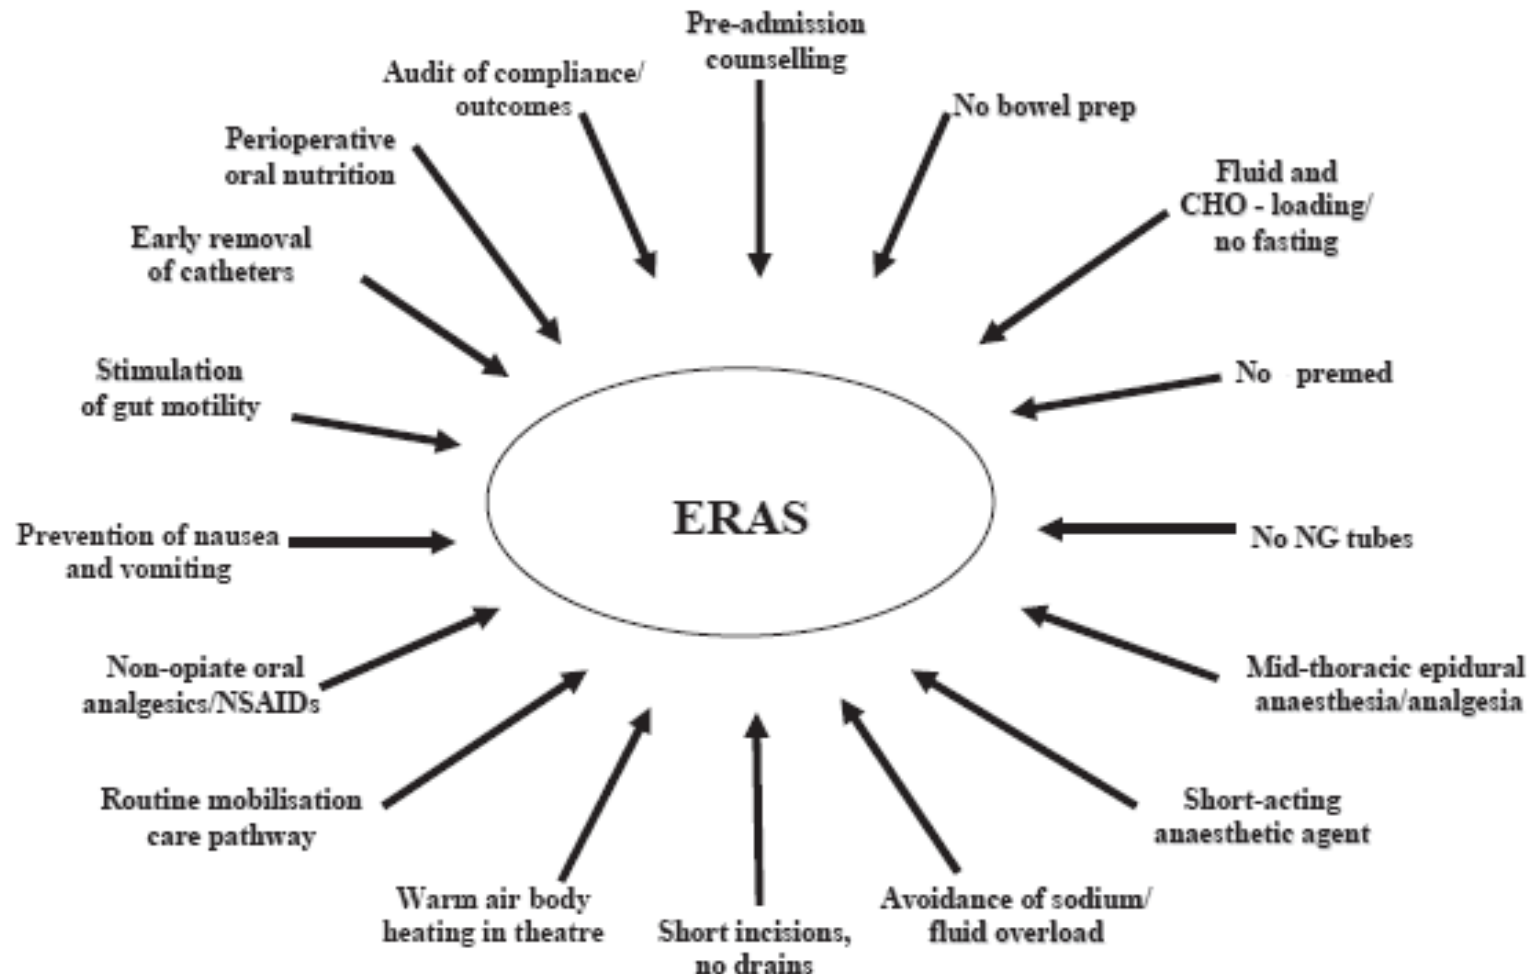 Pre-admission
counselling
No bowel prep
Fluid and
CHO - loading/
no fasting
No premed
No NG tubes
Mid-thoracic epidural
anaesthesia/analgesia
Short-acting
anaesthetic agent
Avoidance of sodium/
fluid overload
Short incisions,
no drains
Warm air body
heating in theatre
Routine mobilisation
care pathway
Non-opiate oral
analgesics/NSAIDs
Prevention of nausea
and vomiting
Stimulation
of gut motility
Early removal
of catheters
Perioperative
oral nutrition
Audit of compliance/
outcomes
ERAS